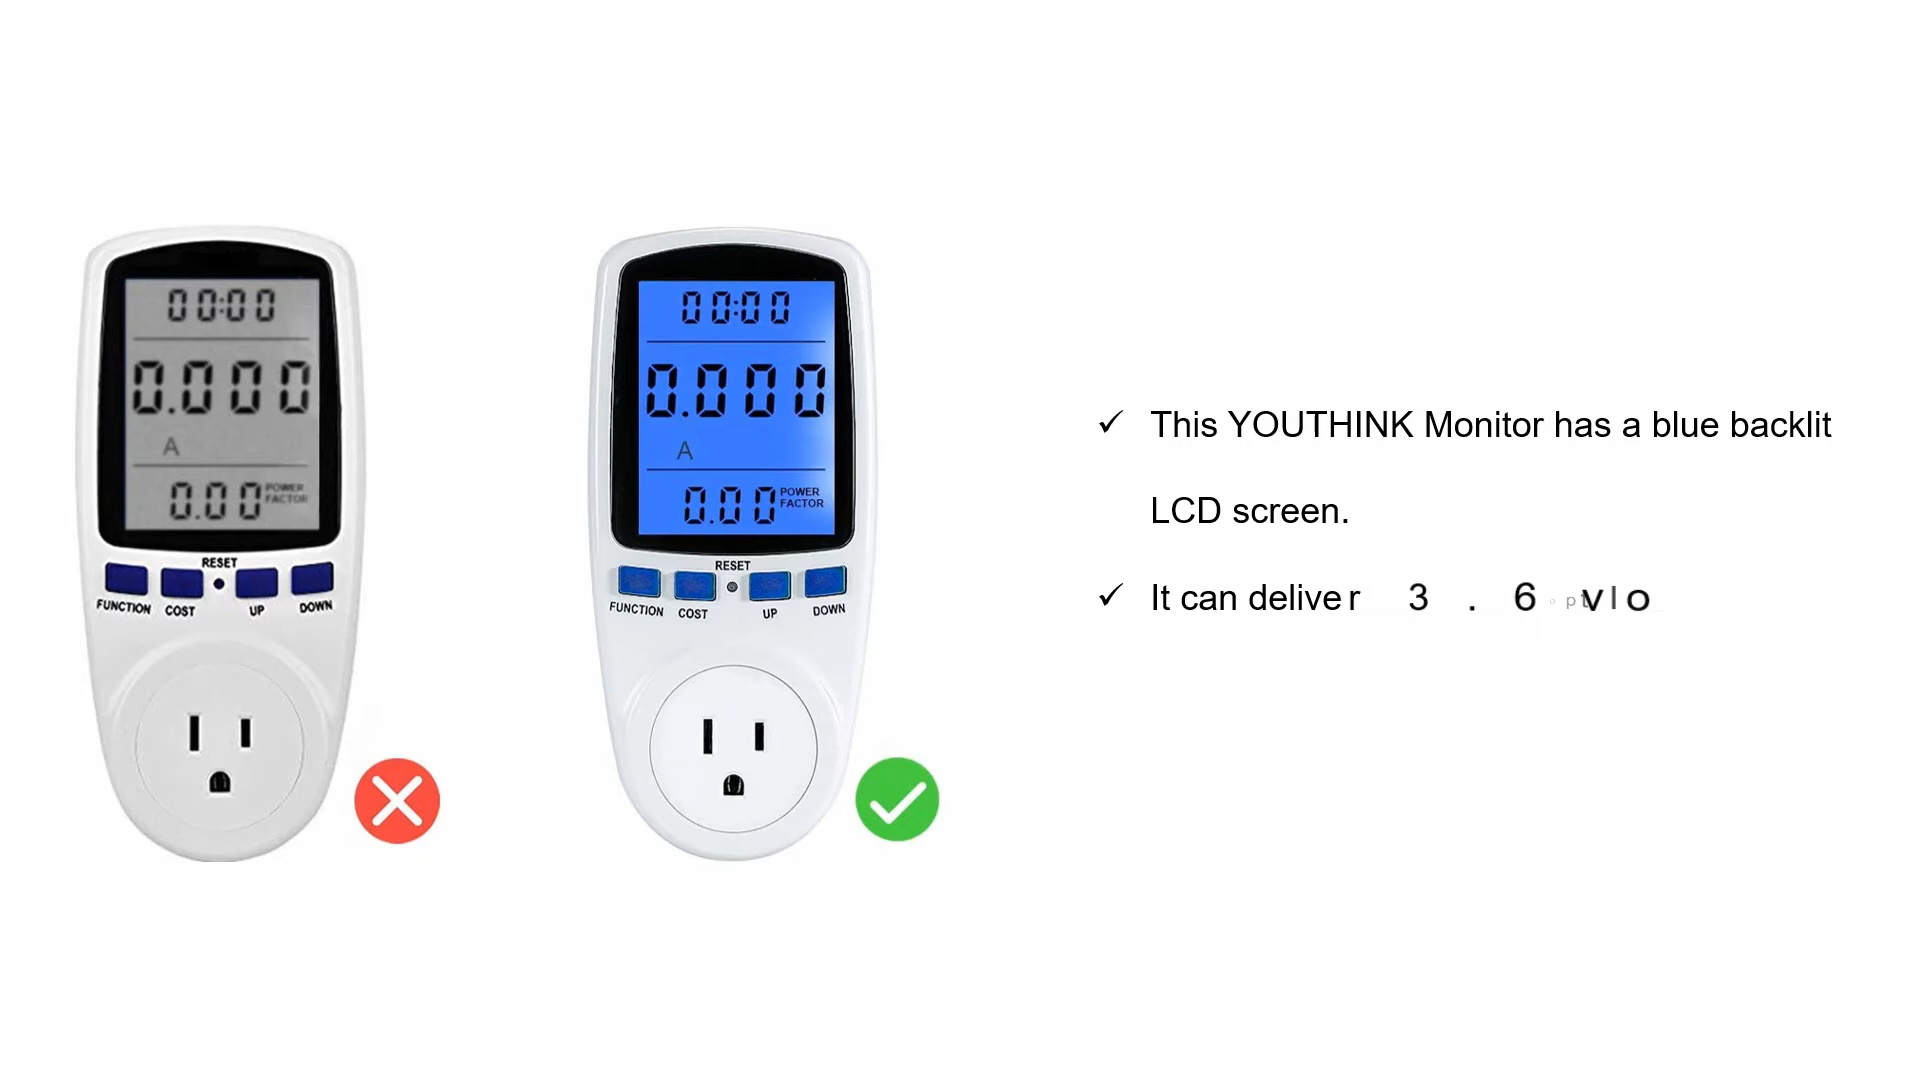 00:00
0.000
A
0.00 POWER FACTOR
RESET
FUNCTION COST UP DOWN
00:00
0.000
A
0.00 POWER FACTOR
RESET
FUNCTION COST UP DOWN
✓ This YOUTHINK Monitor has a blue backlit
LCD screen.
✓ It can deliver 3.6